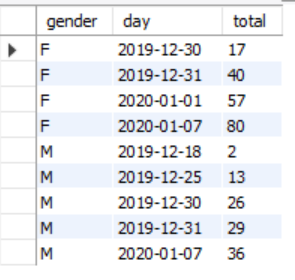 gender day total
F 2019-12-30 17
F 2019-12-31 40
F 2020-01-01 57
F 2020-01-07 80
M 2019-12-18 2
M 2019-12-25 13
M 2019-12-30 26
M 2019-12-31 29
M 2020-01-07 36